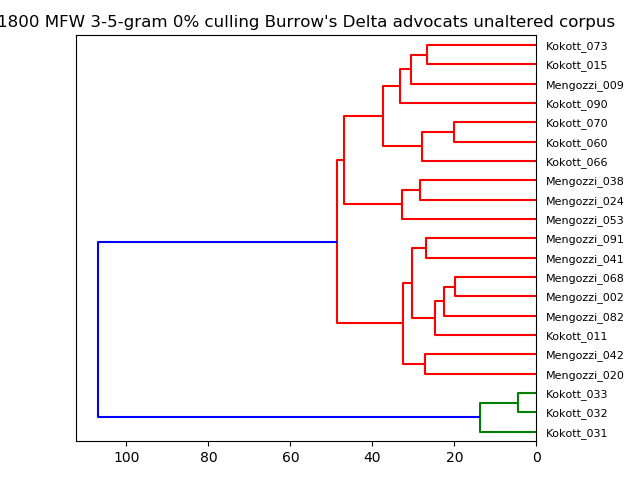 1800 MFW 3-5-gram 0% culling Burrow's Delta advocats unaltered corpus
Kokott_073
Kokott_015
Mengozzi_009
Kokott_090
Kokott_070
Kokott_060
Kokott_066
Mengozzi_038
Mengozzi_024
Mengozzi_053
Mengozzi_091
Mengozzi_041
Mengozzi_068
Mengozzi_002
Mengozzi_082
Kokott_011
Mengozzi_042
Mengozzi_020
Kokott_033
Kokott_032
Kokott_031
100 80 60 40 20 0